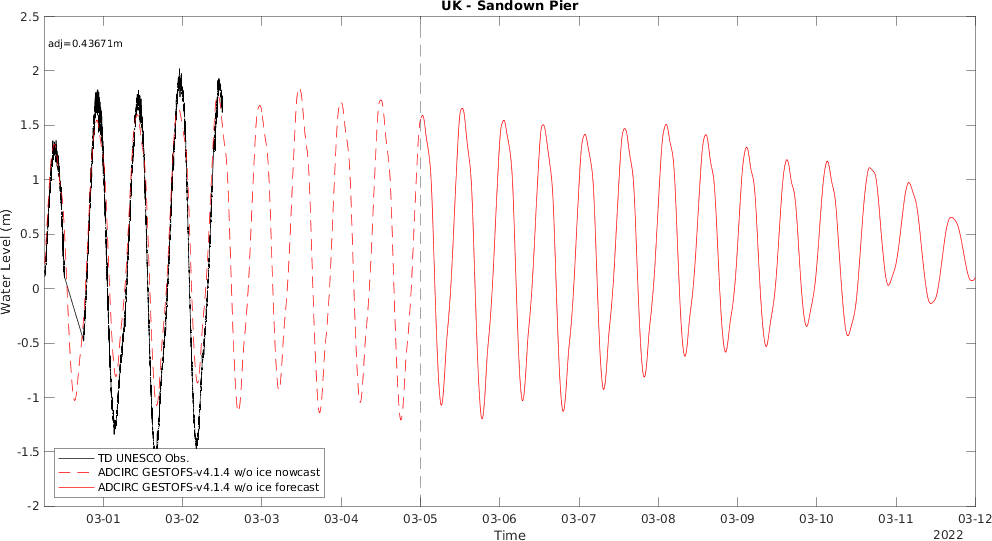 UK - Sandown Pier
adj=0.43671m
Water Level (m)
2.5
2
1.5
1
0.5
0
-0.5
-1
-1.5
-2
TD UNESCO Obs.
ADCIRC GESTOFS-v4.1.4 w/o ice nowcast
ADCIRC GESTOFS-v4.1.4 w/o ice forecast
03-01 03-02 03-03 03-04 03-05 03-06 03-07 03-08 03-09 03-10 03-11 03-12
Time
2022